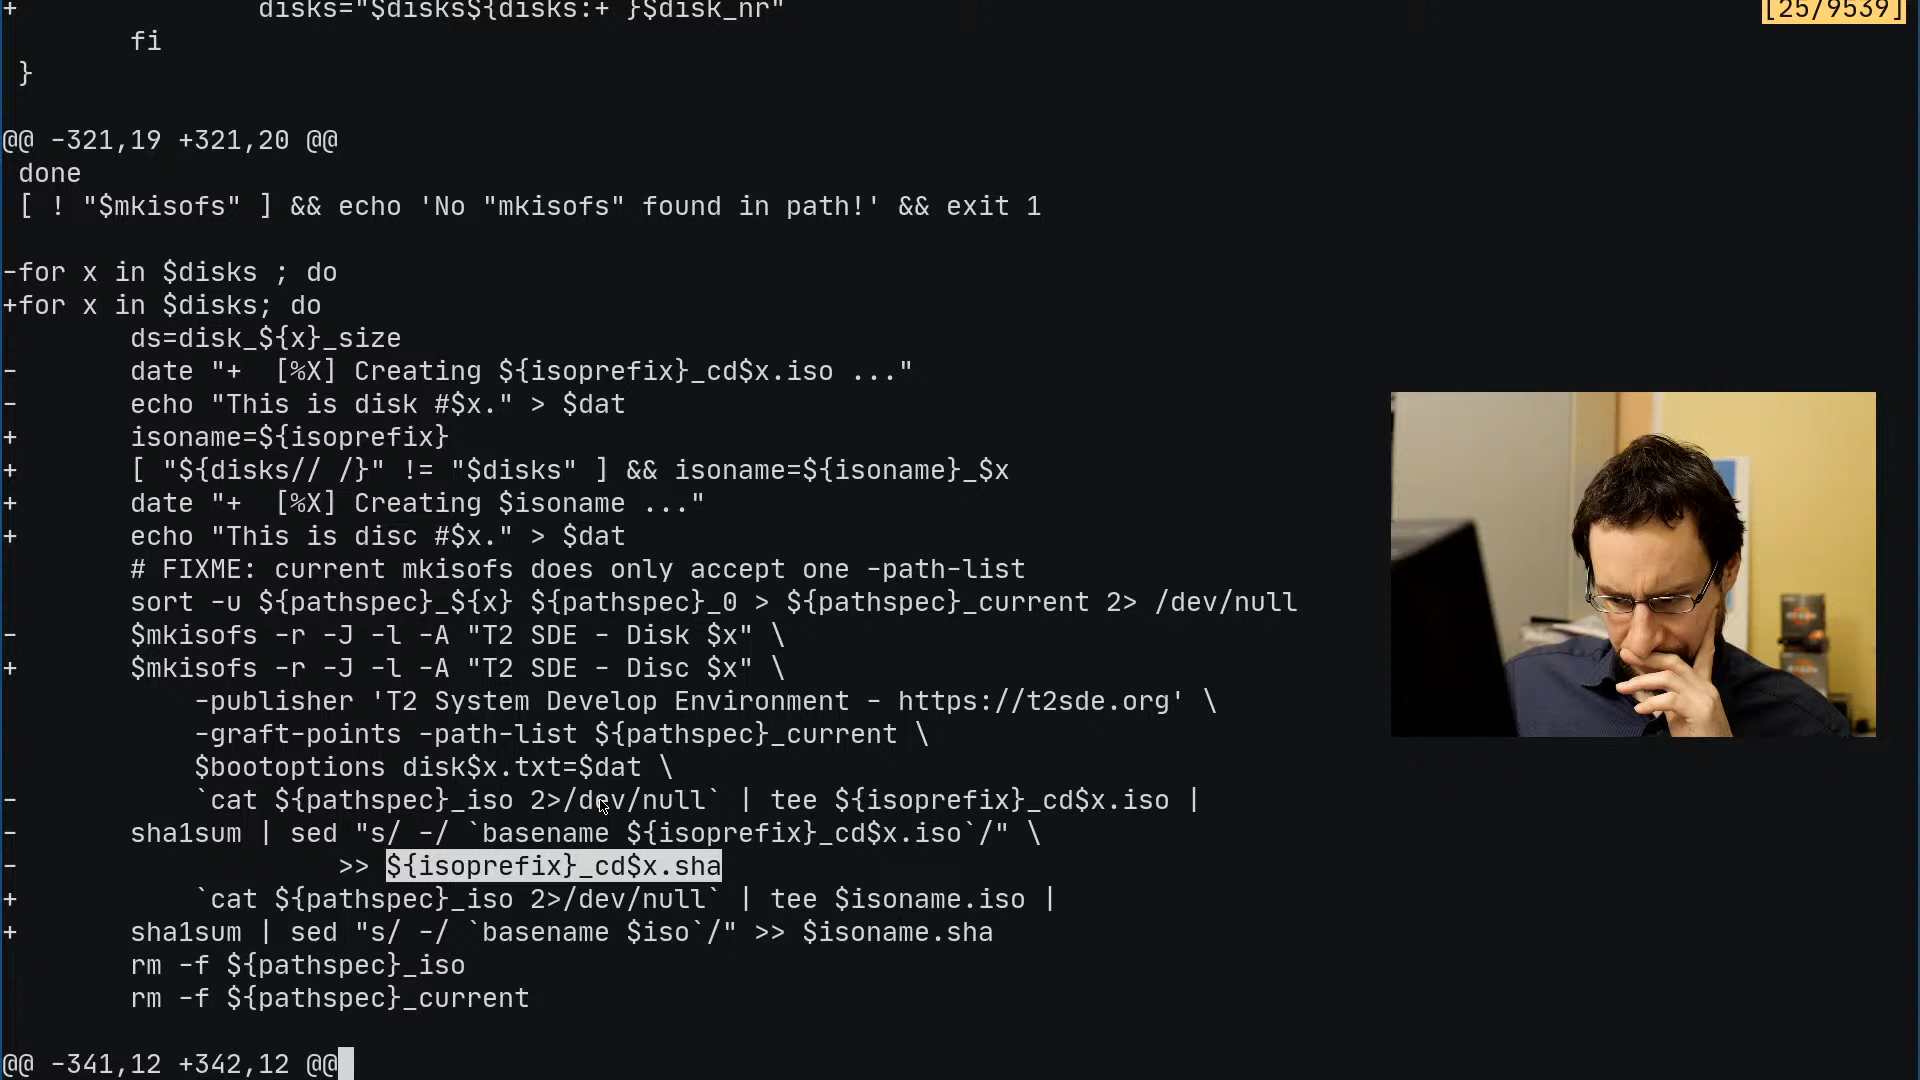 +                disks="$disks${disks:+ }$disk_nr"
[25/9539]
        fi
 }
@@ -321,19 +321,20 @@
 done
 [ ! "$mkisofs" ] && echo 'No "mkisofs" found in path!' && exit 1
-for x in $disks ; do
+for x in $disks; do
        ds=disk_${x}_size
-       date "+  [%X] Creating ${isoprefix}_cd$x.iso ..."
-       echo "This is disk #$x." > $dat
+       isoname=${isoprefix}
+       [ "${disks// /}" != "$disks" ] && isoname=${isoname}_$x
+       date "+  [%X] Creating $isoname ..."
+       echo "This is disc #$x." > $dat
        # FIXME: current mkisofs does only accept one -path-list
        sort -u ${pathspec}_${x} ${pathspec}_0 > ${pathspec}_current 2> /dev/null
-       $mkisofs -r -J -l -A "T2 SDE - Disk $x" \
+       $mkisofs -r -J -l -A "T2 SDE - Disc $x" \
            -publisher 'T2 System Develop Environment - https://t2sde.org' \
            -graft-points -path-list ${pathspec}_current \
            $bootoptions disk$x.txt=$dat \
-           `cat ${pathspec}_iso 2>/dev/null` | tee ${isoprefix}_cd$x.iso |
-       sha1sum | sed "s/ -/ `basename ${isoprefix}_cd$x.iso`/" \
-                    >> ${isoprefix}_cd$x.sha
+           `cat ${pathspec}_iso 2>/dev/null` | tee $isoname.iso |
+       sha1sum | sed "s/ -/ `basename $iso`/" >> $isoname.sha
        rm -f ${pathspec}_iso
        rm -f ${pathspec}_current
@@ -341,12 +342,12 @@